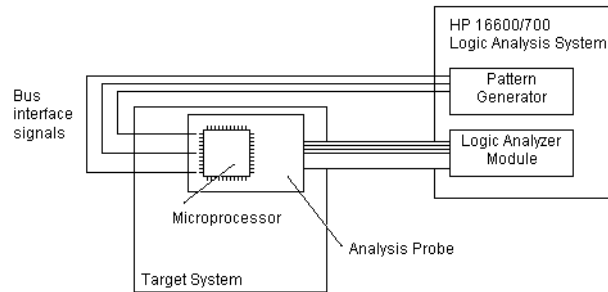 HP 16600/700
Logic Analysis System
Pattern
Generator
Bus
interface
signals
Logic Analyzer
Module
Microprocessor
Analysis Probe
Target System